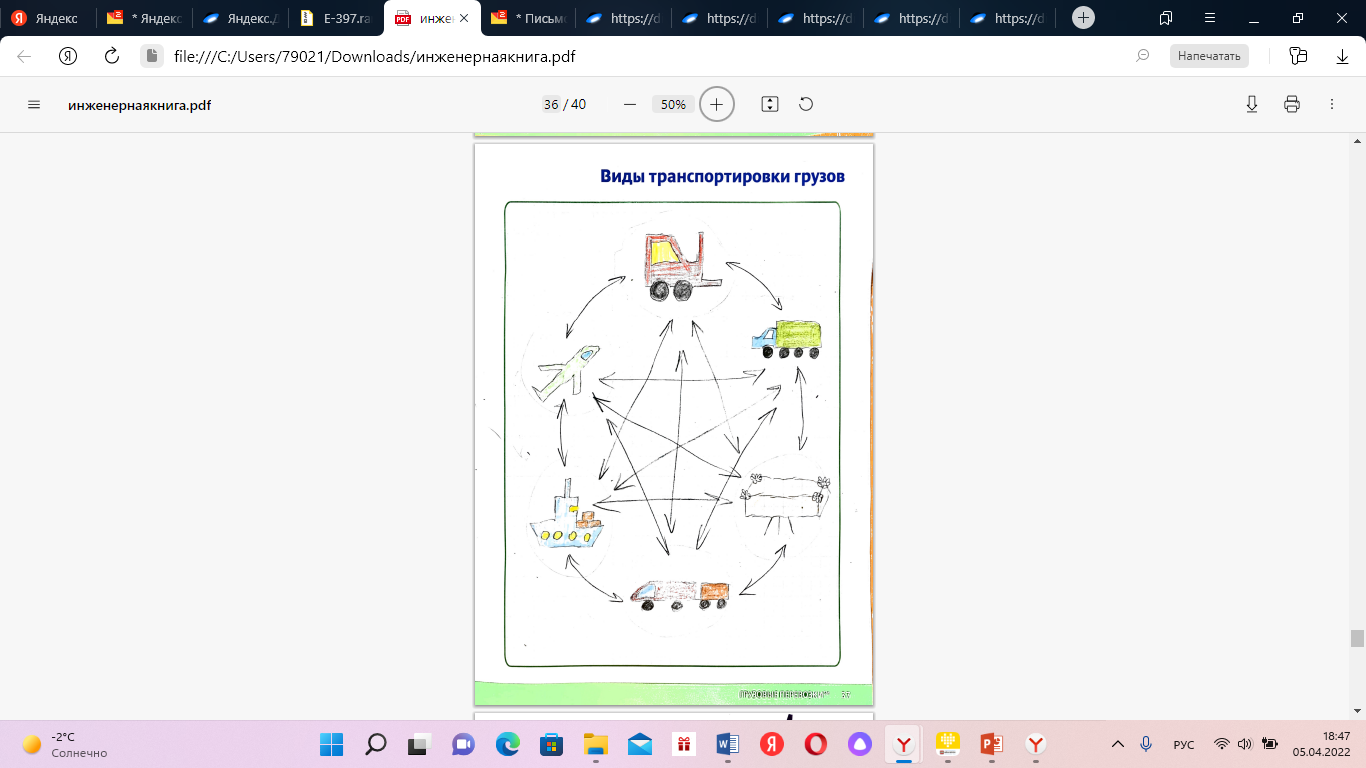 Яндекс
* Яндекс
Яндекс.Д
E-397.ra
инжен
* Письмо
https://d
https://d
https://d
https://d
https://d
file:///C:/Users/79021/Downloads/инженернаякнига.pdf
Напечатать
инженернаякнига.pdf
36 / 40
50%
Виды транспортировки грузов
-2°C
Солнечно
РУС
18:47
05.04.2022